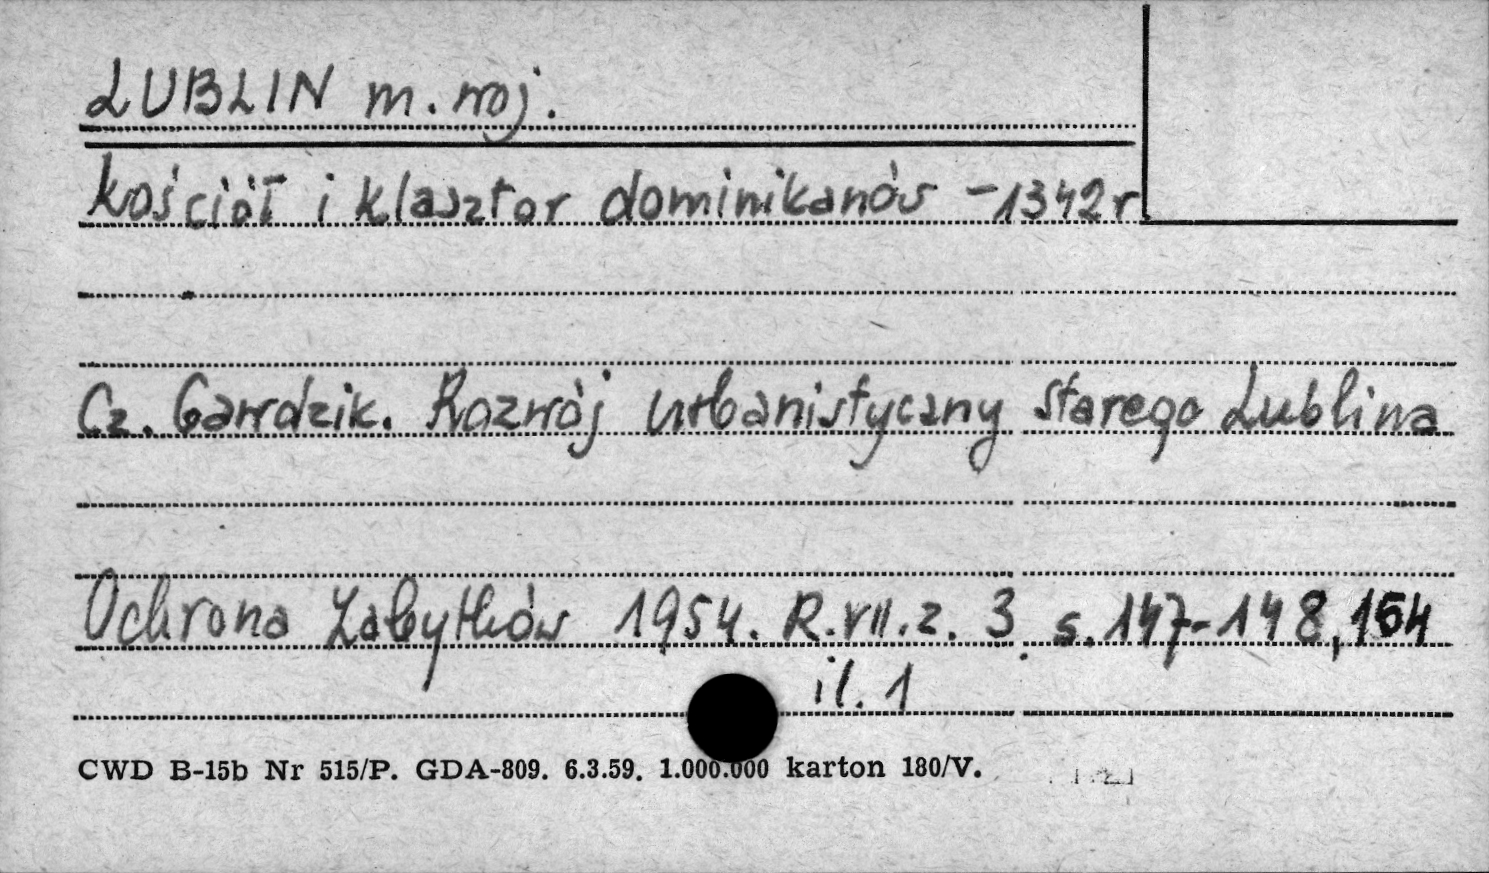 LUBLIN m. woj.
kościół i klasztor dominikanów - 1342 r
Cz. Gawdzik. Rozwój urbanistyczny starego Lublina
Ochrona Zabytków 1954. R. VII. z. 3. s. 147-148, 154
il. 1
CWD B-15b Nr 515/P. GDA-809. 6.3.59. 1.000.000 karton 180/V.